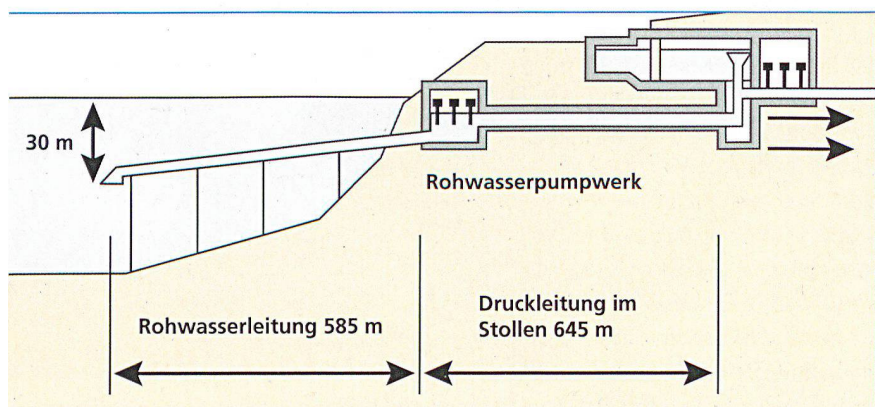 30 m
Rohwasserpumpwerk
Rohwasserleitung 585 m
Druckleitung im
Stollen 645 m